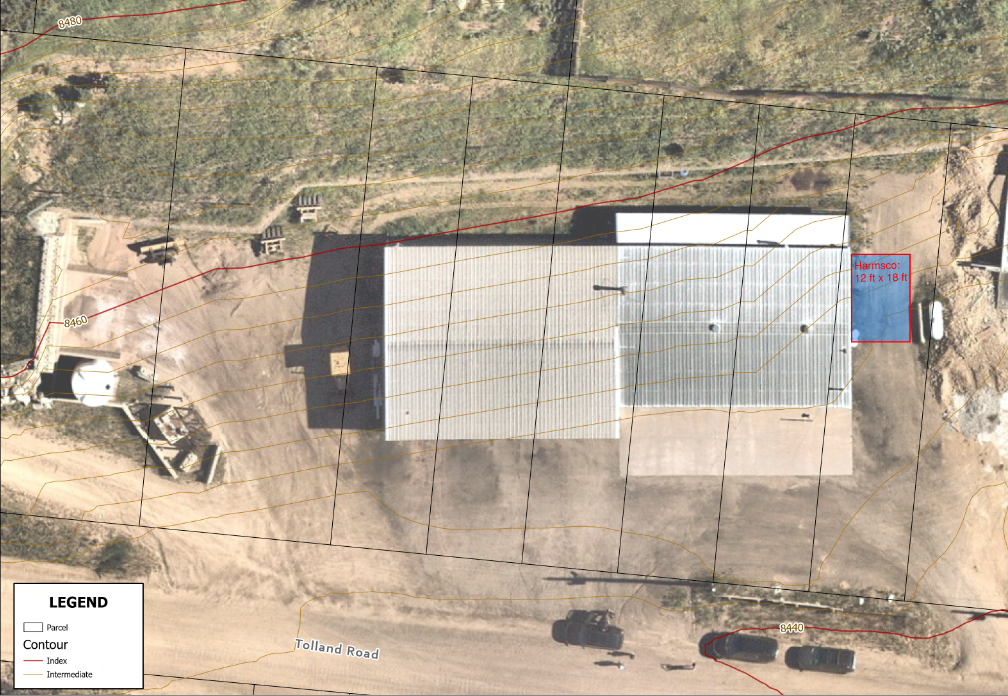 8480
Harmsco:
12 ft x 18 ft
8460
LEGEND
Parcel
Contour
Index
Intermediate
Tolland Road
8440